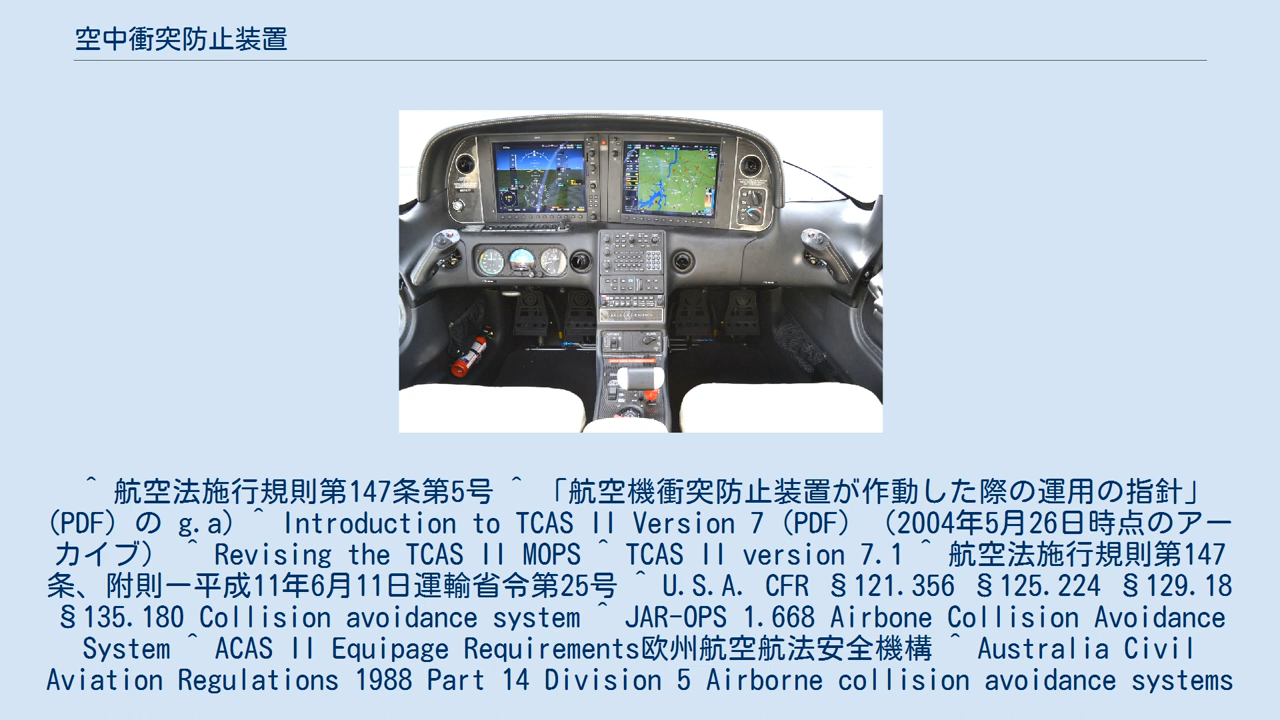 空中衝突防止装置
^ 航空法施行規則第147条第5号 ^ 「航空機衝突防止装置が作動した際の運用の指針」
(PDF) の g.a) ^ Introduction to TCAS II Version 7 (PDF) （2004年5月26日時点のアー
カイブ） ^ Revising the TCAS II MOPS ^ TCAS II version 7.1 ^ 航空法施行規則第147
条、附則一平成11年6月11日運輸省令第25号 ^ U.S.A. CFR §121.356 §125.224 §129.18
§135.180 Collision avoidance system ^ JAR-OPS 1.668 Airbone Collision Avoidance
System ^ ACAS II Equipage Requirements欧州航空航法安全機構 ^ Australia Civil
Aviation Regulations 1988 Part 14 Division 5 Airborne collision avoidance systems